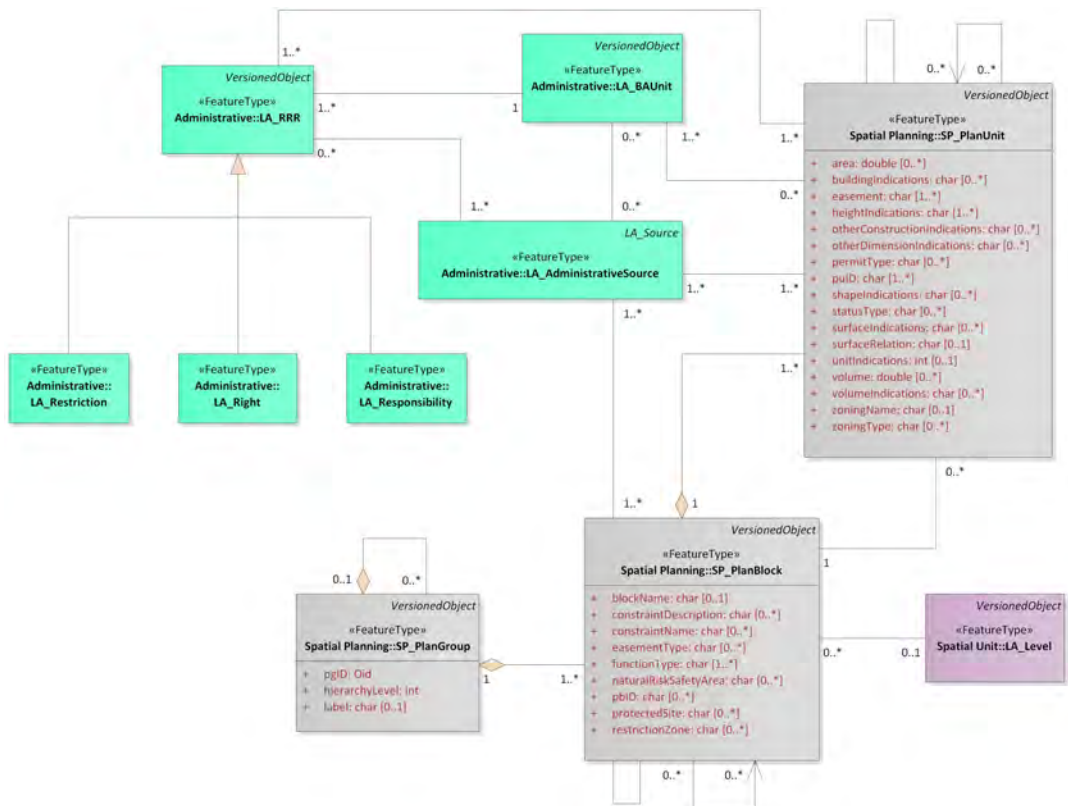 VersionedObject
«FeatureType»
Administrative::LA_RRR
1..*
1..*
0..*
VersionedObject
«FeatureType»
Administrative::LA_BAUnit
1
0..*
1..*
0..*
0..*
VersionedObject
«FeatureType»
Spatial Planning::SP_PlanUnit
+ area: double [0..*]
+ buildingIndications: char [0..*]
+ easement: char [1..*]
+ heightIndications: char [1..*]
+ otherConstructionIndications: char [0..*]
+ otherDimensionIndications: char [0..*]
+ permitType: char [0..*]
+ puID: char [1..*]
+ shapeIndications: char [0..*]
+ statusType: char [0..*]
+ surfaceIndications: char [0..*]
+ surfaceRelation: char [0..1]
+ unitIndications: int [0..1]
+ volume: double [0..*]
+ volumeIndications: char [0..*]
+ zoningName: char [0..1]
+ zoningType: char [0..*]
1..*
0..*
1..*
1..*
0..*
1..*
0..*
LA_Source
«FeatureType»
Administrative::LA_AdministrativeSource
1..*
1..*
«FeatureType»
Administrative::
LA_Restriction
«FeatureType»
Administrative::
LA_Right
«FeatureType»
Administrative::
LA_Responsibility
1..*
1
VersionedObject
«FeatureType»
Spatial Planning::SP_PlanBlock
+ blockName: char [0..1]
+ constraintDescription: char [0..*]
+ constraintName: char [0..*]
+ easementType: char [0..*]
+ functionType: char [1..*]
+ naturalRiskSafetyArea: char [0..*]
+ pbID: char [0..*]
+ protectedSite: char [0..*]
+ restrictionZone: char [0..*]
1
0..*
0..1
VersionedObject
«FeatureType»
Spatial Unit::LA_Level
0..1
0..*
VersionedObject
«FeatureType»
Spatial Planning::SP_PlanGroup
+ pgID: Oid
+ hierarchyLevel: int
+ label: char [0..1]
1
1..*
0..*
0..*